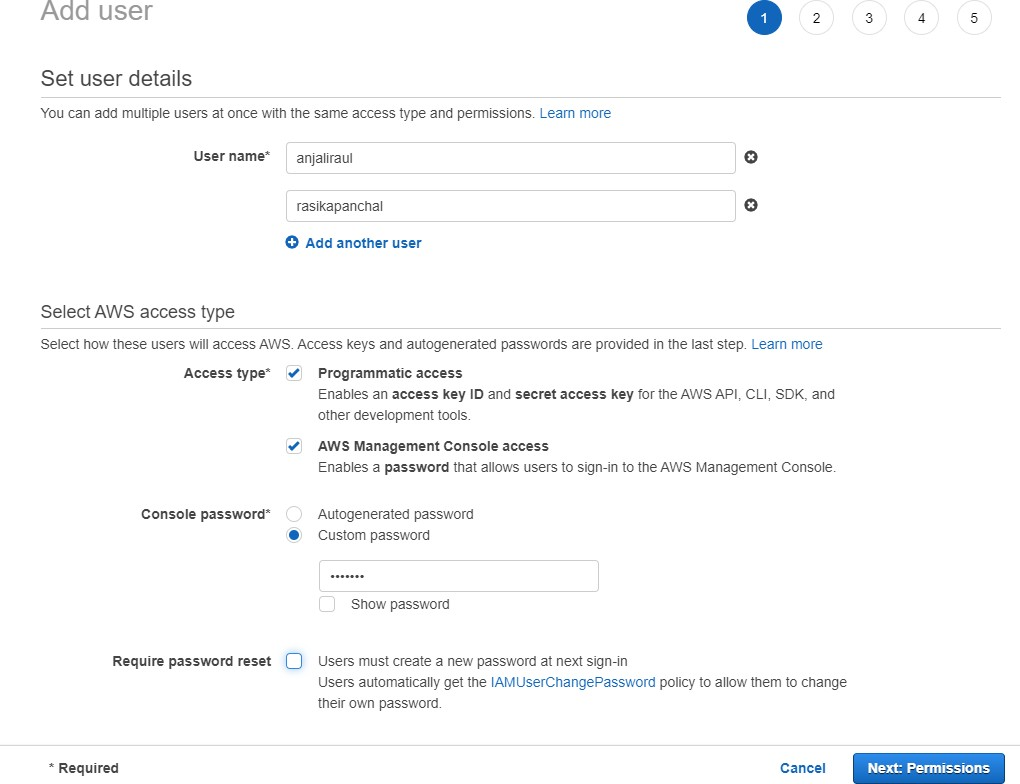 Add user
1 2 3 4 5
Set user details
You can add multiple users at once with the same access type and permissions. Learn more
User name*
anjaliraul
rasikapanchal
Add another user
Select AWS access type
Select how these users will access AWS. Access keys and autogenerated passwords are provided in the last step. Learn more
Access type*
Programmatic access
Enables an access key ID and secret access key for the AWS API, CLI, SDK, and
other development tools.
AWS Management Console access
Enables a password that allows users to sign-in to the AWS Management Console.
Console password*
Autogenerated password
Custom password
•••••••
Show password
Require password reset
Users must create a new password at next sign-in
Users automatically get the IAMUserChangePassword policy to allow them to change
their own password.
* Required
Cancel
Next: Permissions